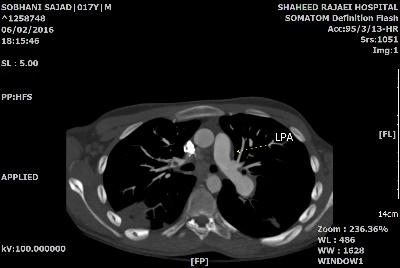 SOBHANI SAJAD|017Y|M
^1258748
06/02/2016
18:15:46
SL : 5.00
PP:HFS
APPLIED
kV:100.000000
SHAHEED RAJAEI HOSPITAL
SOMATOM Definition Flash
Acc:95/3/13-HR
Srs:1051
Img:1
LPA
[FL]
14cm
Zoom : 236.36%
WL : 486
WW : 1628
WINDOW1
[FP]